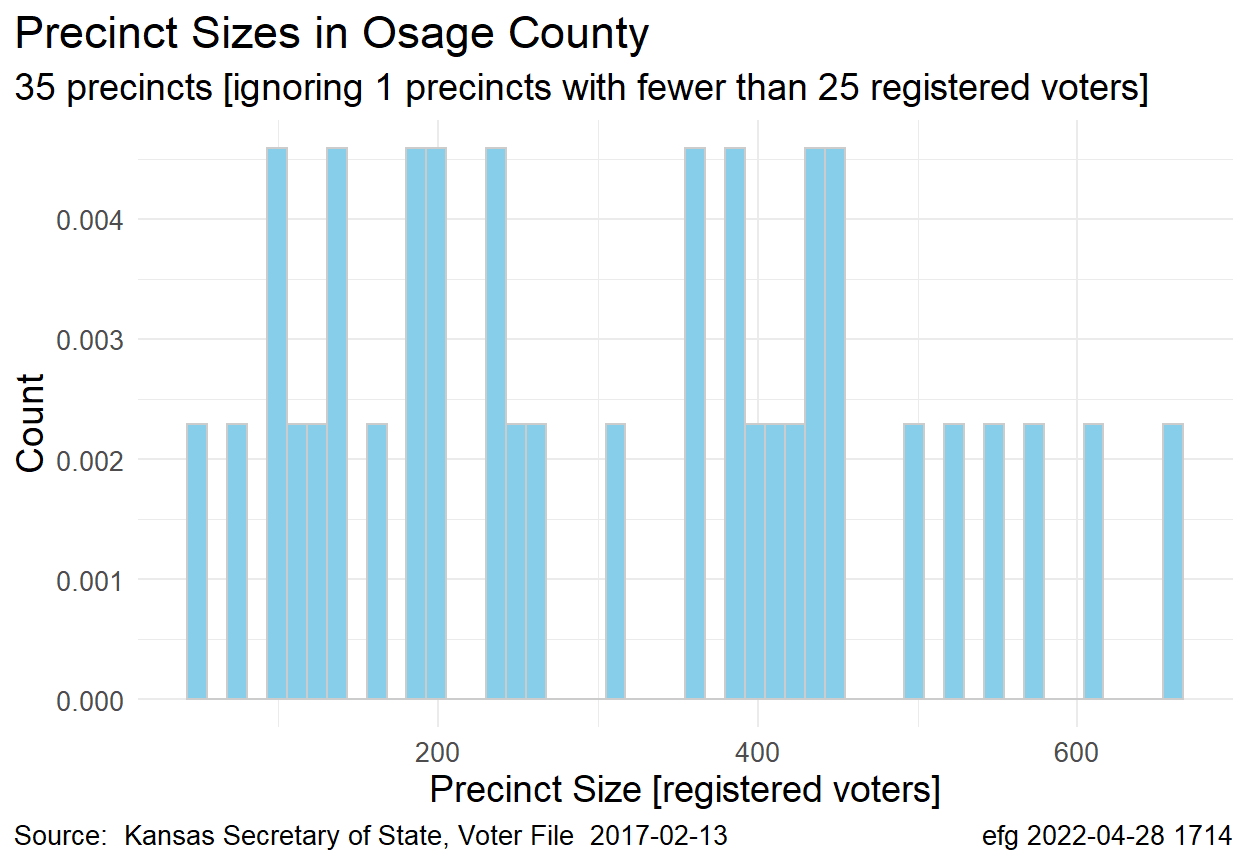 Precinct Sizes in Osage County
35 precincts [ignoring 1 precincts with fewer than 25 registered voters]
Count
0.004
0.003
0.002
0.001
0.000
200 400 600
Precinct Size [registered voters]
Source:  Kansas Secretary of State, Voter File  2017-02-13 efg 2022-04-28 1714